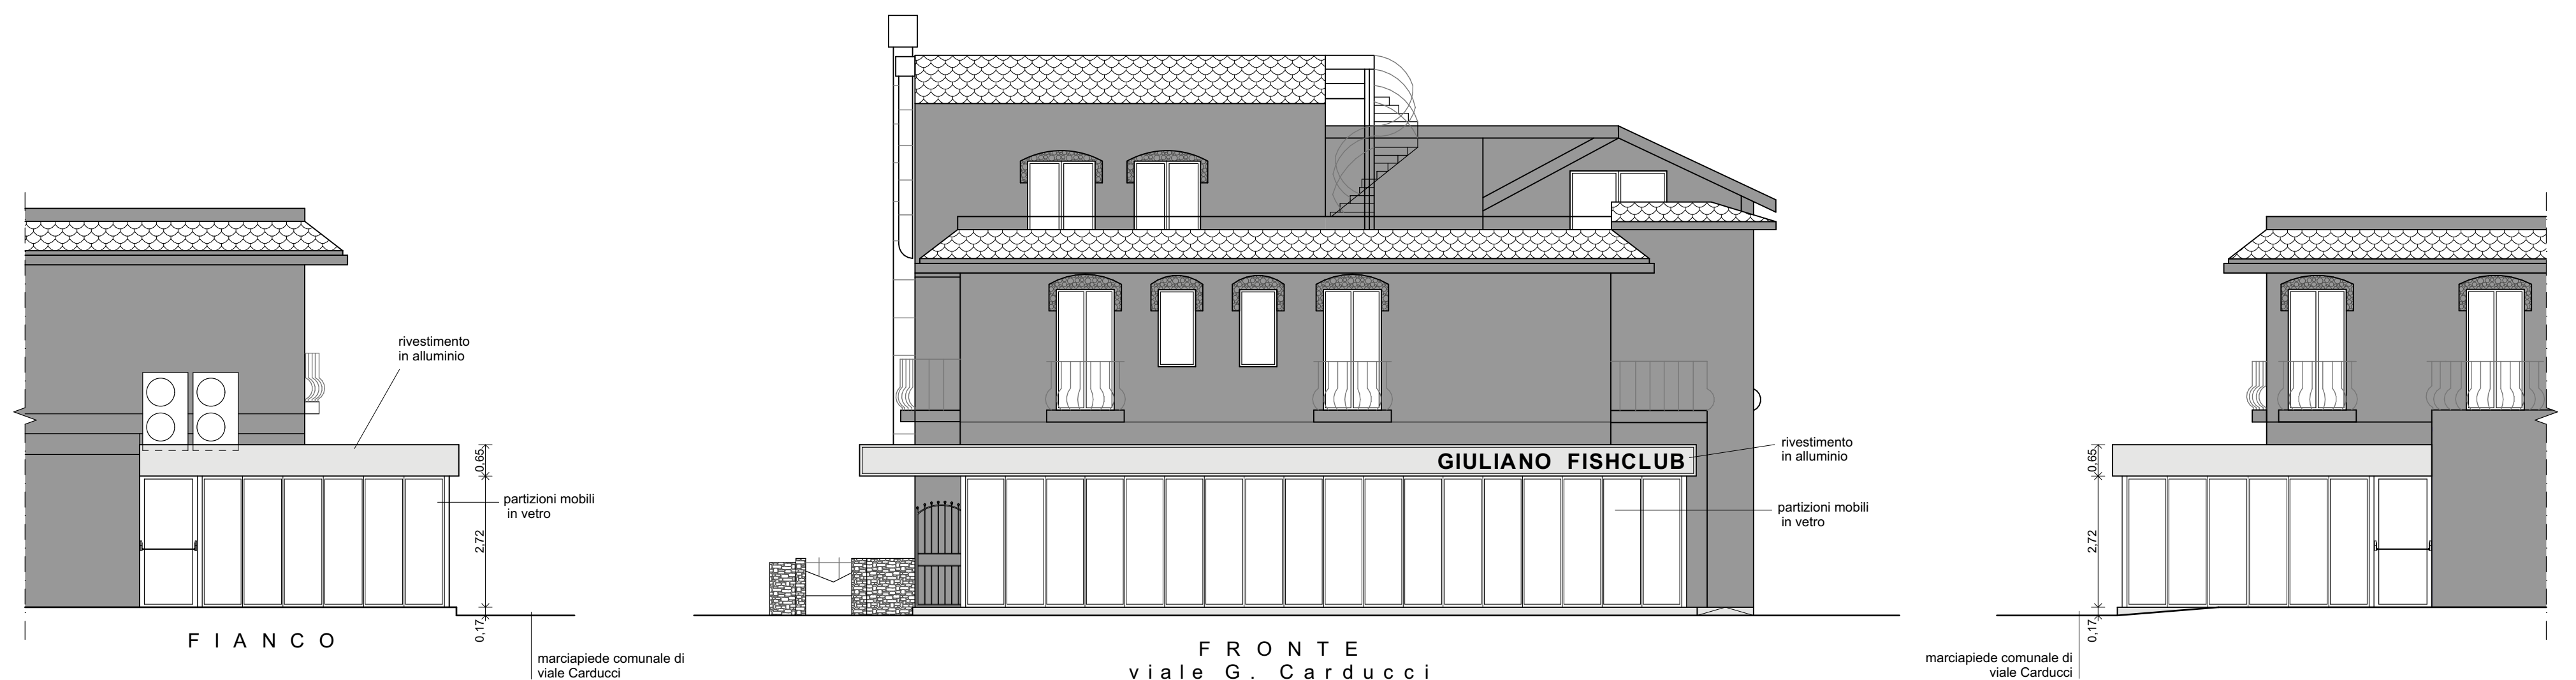 rivestimento
in alluminio
0,65
partizioni mobili
in vetro
2,72
0,17
FIANCO
marciapiede comunale di
viale Carducci
GIULIANO FISHCLUB
rivestimento
in alluminio
partizioni mobili
in vetro
FRONTE
viale G. Carducci
0,65
2,72
0,17
marciapiede comunale di
viale Carducci